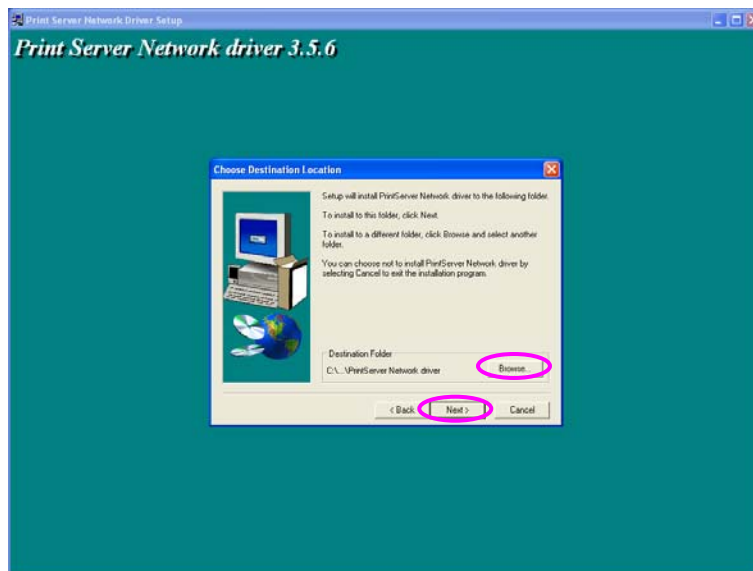 Print Server Network Driver Setup
Print Server Network driver 3.5.6
Choose Destination Location
Setup will install PrintServer Network driver to the following folder.
To install to this folder, click Next.
To install to a different folder, click Browse and select another
folder.
You can choose not to install PrintServer Network driver by
selecting Cancel to exit the installation program.
Destination Folder
C:\...\PrintServer Network driver
Browse...
< Back
Next >
Cancel